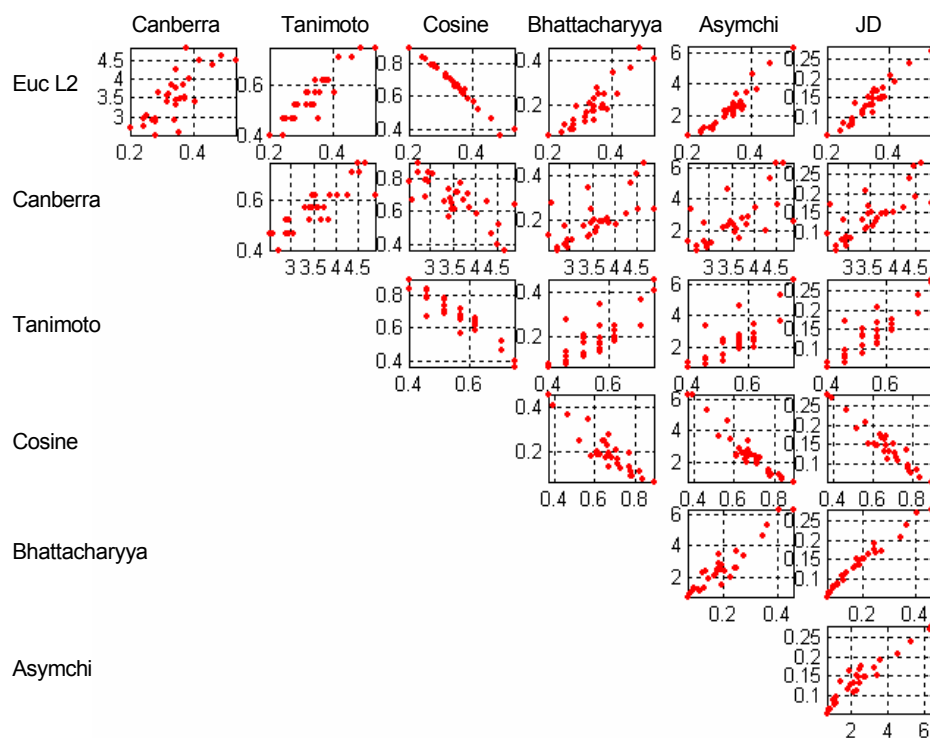 Canberra Tanimoto Cosine Bhattacharyya Asymchi JD
Euc L2
4.5 4 3.5 3 0.2 0.4
0.6 0.4 0.2 0.4
0.8 0.6 0.4 0.2 0.4
0.4 0.2 0.2 0.4
6 4 2 0.2 0.4
0.25 0.2 0.15 0.1 0.2 0.4
Canberra
0.6 0.4 3 3.5 4 4.5
0.8 0.6 0.4 3 3.5 4 4.5
0.4 0.2 3 3.5 4 4.5
6 4 2 3 3.5 4 4.5
0.25 0.2 0.15 0.1 3 3.5 4 4.5
Tanimoto
0.8 0.6 0.4 0.4 0.6
0.4 0.2 0.4 0.6
6 4 2 0.4 0.6
0.25 0.2 0.15 0.1 0.4 0.6
Cosine
0.4 0.2 0.4 0.6 0.8
6 4 2 0.4 0.6 0.8
0.25 0.2 0.15 0.1 0.4 0.6 0.8
Bhattacharyya
6 4 2 0.2 0.4
0.25 0.2 0.15 0.1 0.2 0.4
Asymchi
0.25 0.2 0.15 0.1 2 4 6